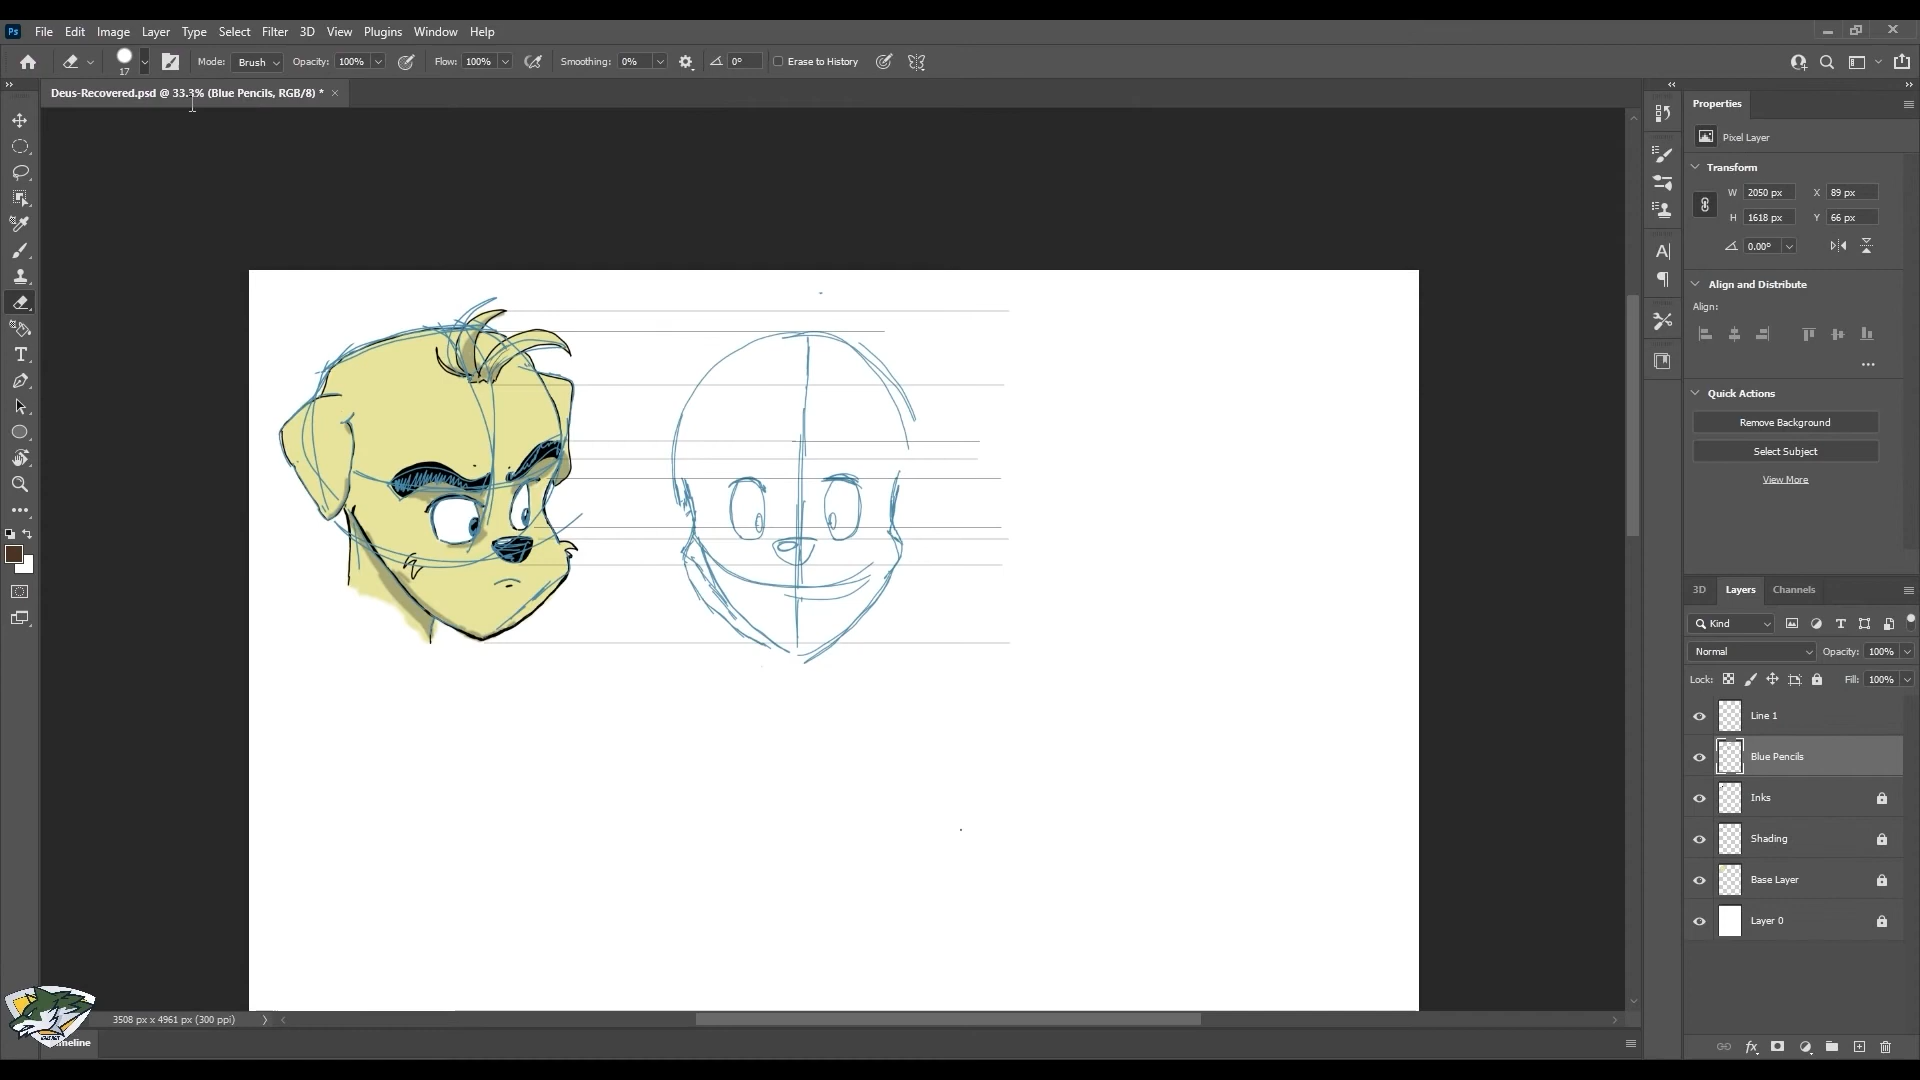 Ps File Edit Image Layer Type Select Filter 3D View Plugins Window Help
17 Mode: Brush Opacity: 100% Flow: 100% Smoothing: 0% 0° Erase to History
Deus-Recovered.psd @ 33.3% (Blue Pencils, RGB/8) * ×
Properties
Pixel Layer
Transform
W 2050 px X 89 px
H 1618 px Y 66 px
0.00°
Align and Distribute
Align:
Quick Actions
Remove Background
Select Subject
View More
3D Layers Channels
Kind
Normal Opacity: 100%
Lock: Fill: 100%
Line 1
Blue Pencils
Inks
Shading
Base Layer
Layer 0
3508 px x 4961 px (300 ppi)
meline